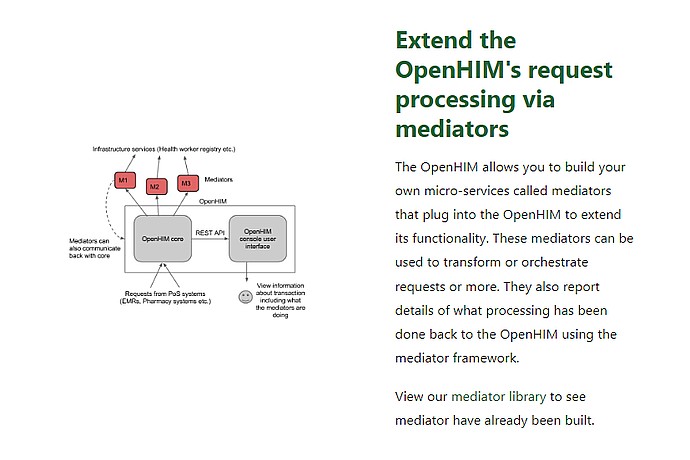 Infrastructure services (Health worker registry etc.)
M1
M2
M3
Mediators
OpenHIM
OpenHIM core
REST API
OpenHIM
console user
interface
Mediators can
also communicate
back with core
Requests from PoS systems
(EMRs, Pharmacy systems etc.)
View information
about transaction
including what
the mediators are
doing
Extend the
OpenHIM's request
processing via
mediators
The OpenHIM allows you to build your
own micro-services called mediators
that plug into the OpenHIM to extend
its functionality. These mediators can be
used to transform or orchestrate
requests or more. They also report
details of what processing has been
done back to the OpenHIM using the
mediator framework.
View our mediator library to see
mediator have already been built.